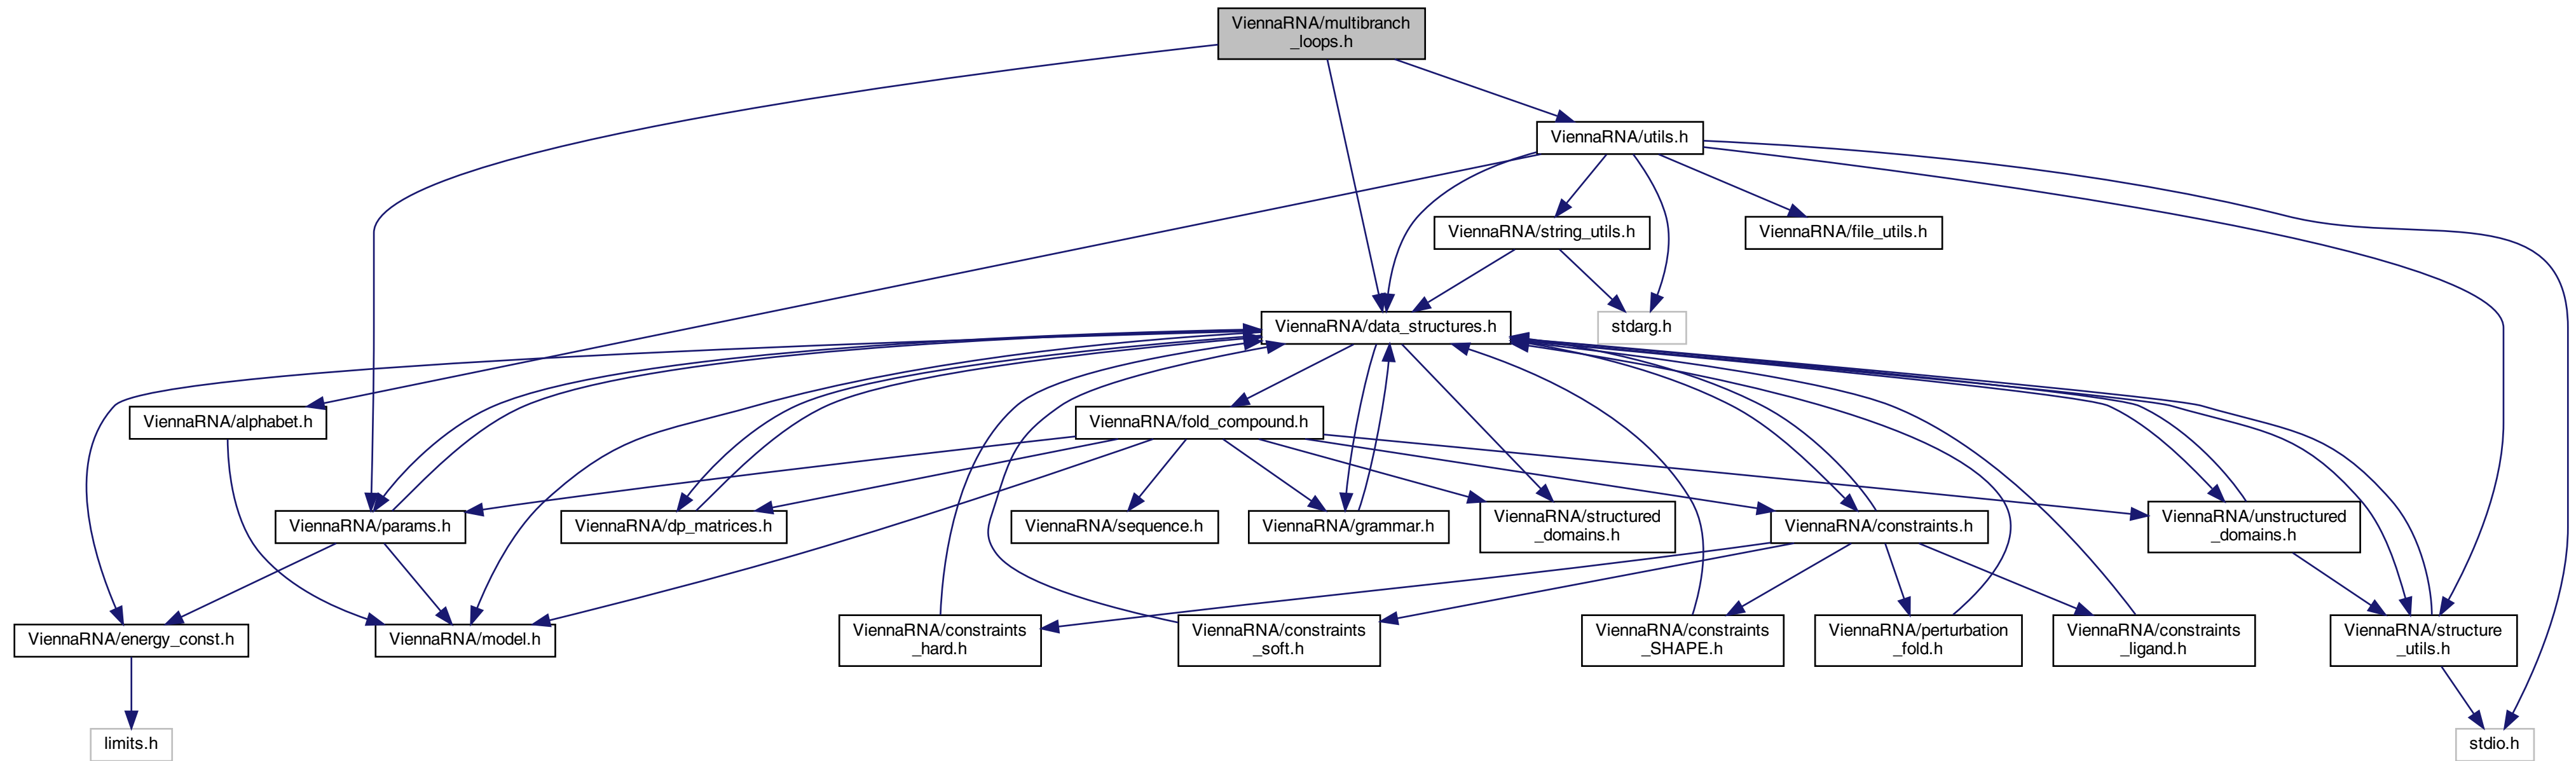 ViennaRNA/multibranch
_loops.h
ViennaRNA/utils.h
ViennaRNA/string_utils.h
ViennaRNA/file_utils.h
ViennaRNA/data_structures.h
stdarg.h
ViennaRNA/alphabet.h
ViennaRNA/fold_compound.h
ViennaRNA/params.h
ViennaRNA/dp_matrices.h
ViennaRNA/sequence.h
ViennaRNA/grammar.h
ViennaRNA/structured
_domains.h
ViennaRNA/constraints.h
ViennaRNA/unstructured
_domains.h
ViennaRNA/energy_const.h
ViennaRNA/model.h
ViennaRNA/constraints
_hard.h
ViennaRNA/constraints
_soft.h
ViennaRNA/constraints
_SHAPE.h
ViennaRNA/perturbation
_fold.h
ViennaRNA/constraints
_ligand.h
ViennaRNA/structure
_utils.h
limits.h
stdio.h